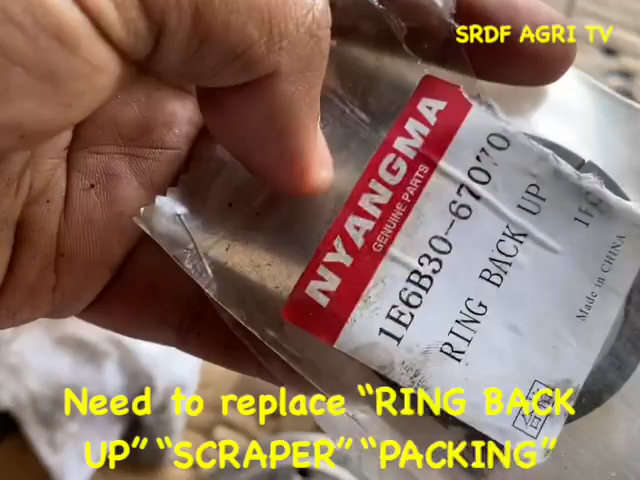 SRDF AGRI TV
NYANGMA
GENUINE PARTS
1E6B30-67070
RING BACK UP
Made in CHINA
Need to replace “RING BACK
UP” “SCRAPER” “PACKING”